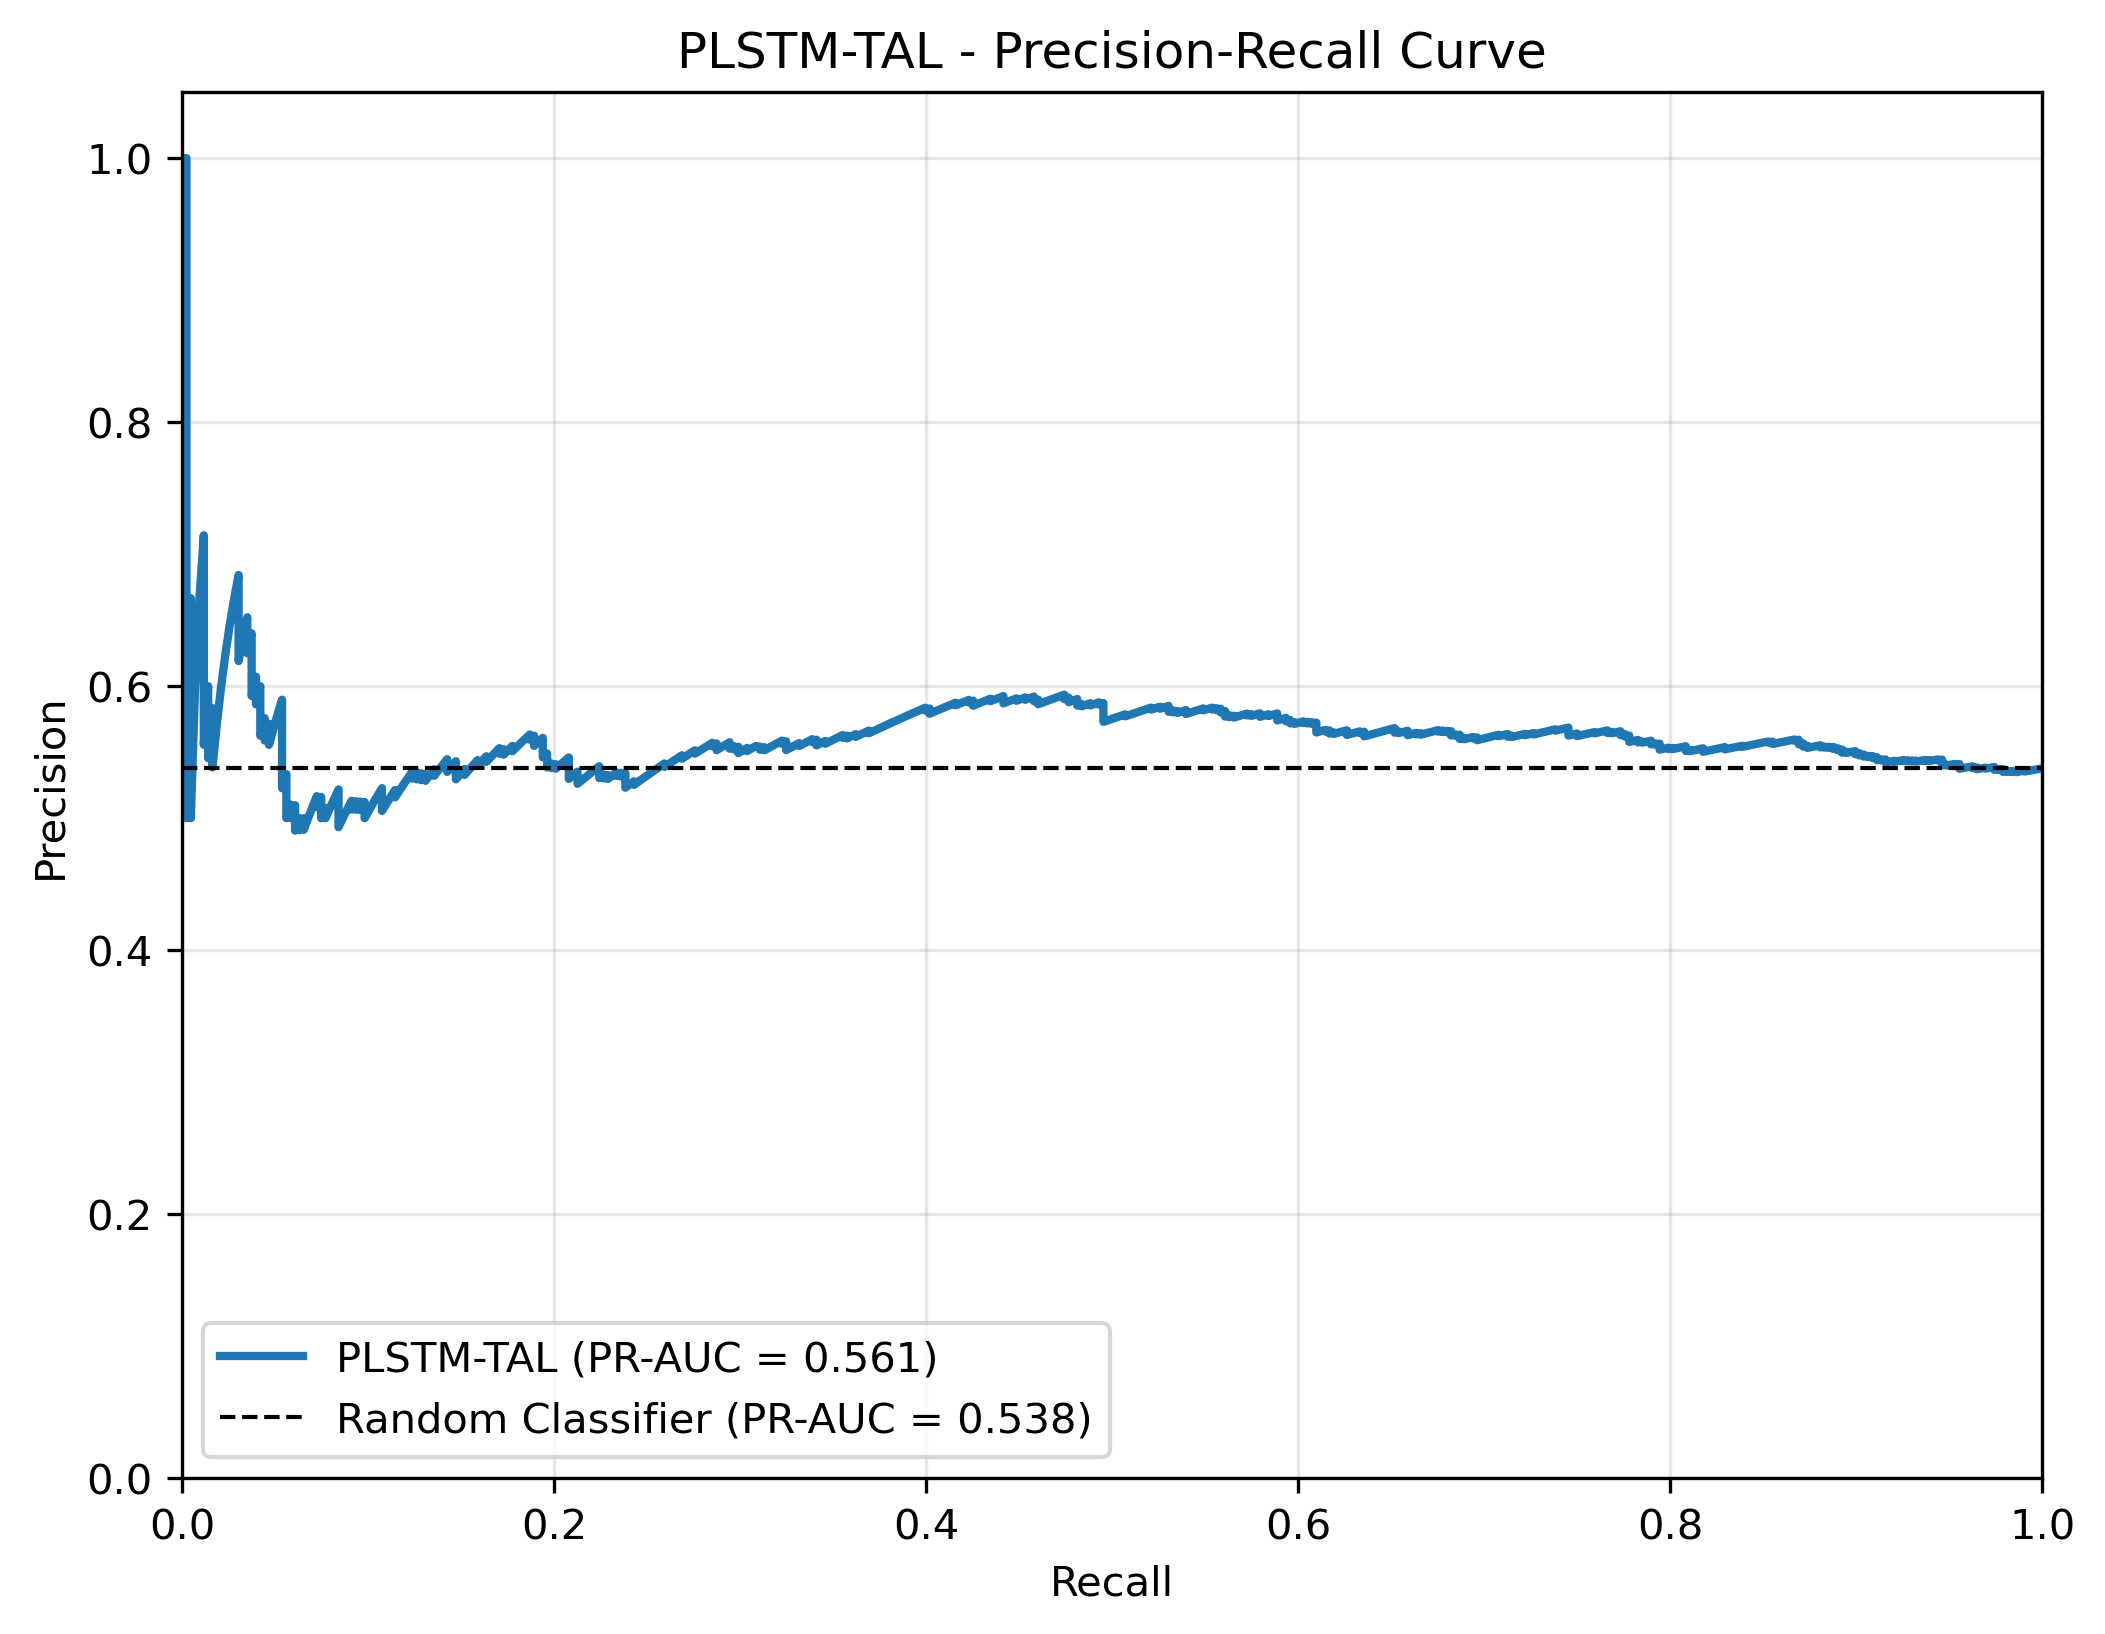 PLSTM-TAL - Precision-Recall Curve
1.0
0.8
0.6
0.4
0.2
0.0
Precision
PLSTM-TAL (PR-AUC = 0.561)
Random Classifier (PR-AUC = 0.538)
0.0 0.2 0.4 0.6 0.8 1.0
Recall